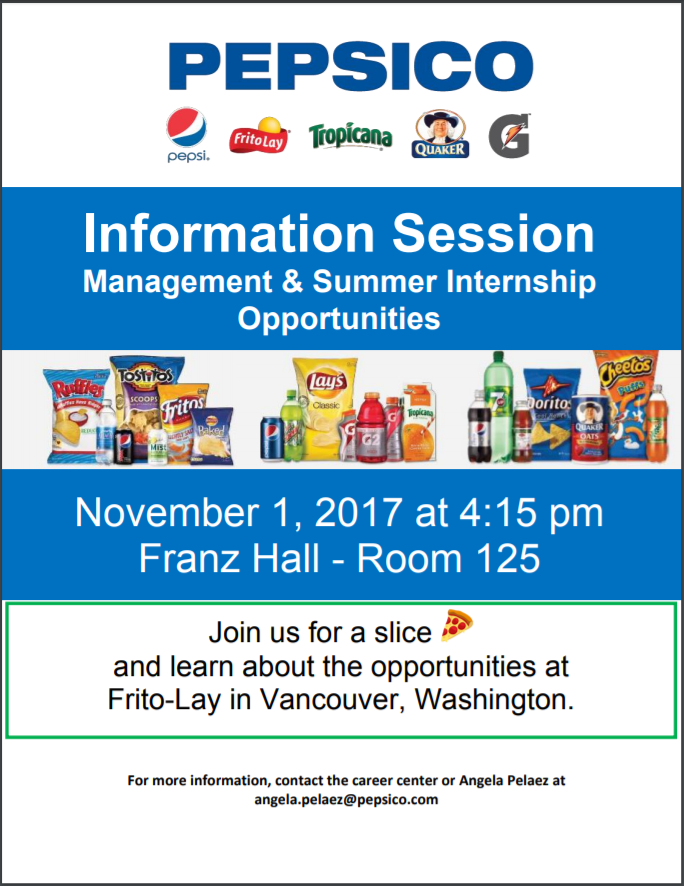 PEPSICO
pepsi.
Frito Lay
Tropicana
QUAKER
G
Information Session
Management & Summer Internship
Opportunities
Ruffles
Tostitos
SCOOPS
Fritos
Baked
Mist
Lay's
Classic
G
G2
G
Tropicana
Doritos
QUAKER
OATS
Cheetos
Puffs
November 1, 2017 at 4:15 pm
Franz Hall - Room 125
Join us for a slice
and learn about the opportunities at
Frito-Lay in Vancouver, Washington.
For more information, contact the career center or Angela Pelaez at
angela.pelaez@pepsico.com